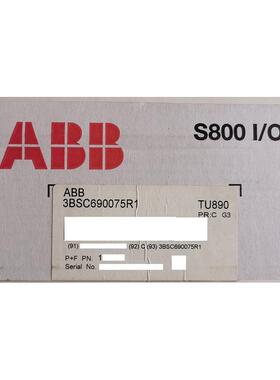 ABB
S800 I/O
ABB
3BSC690075R1
TU890
PR:C G3
(91) (92) C (93) 3BSC690075R1
P+F PN. 1
Serial No.